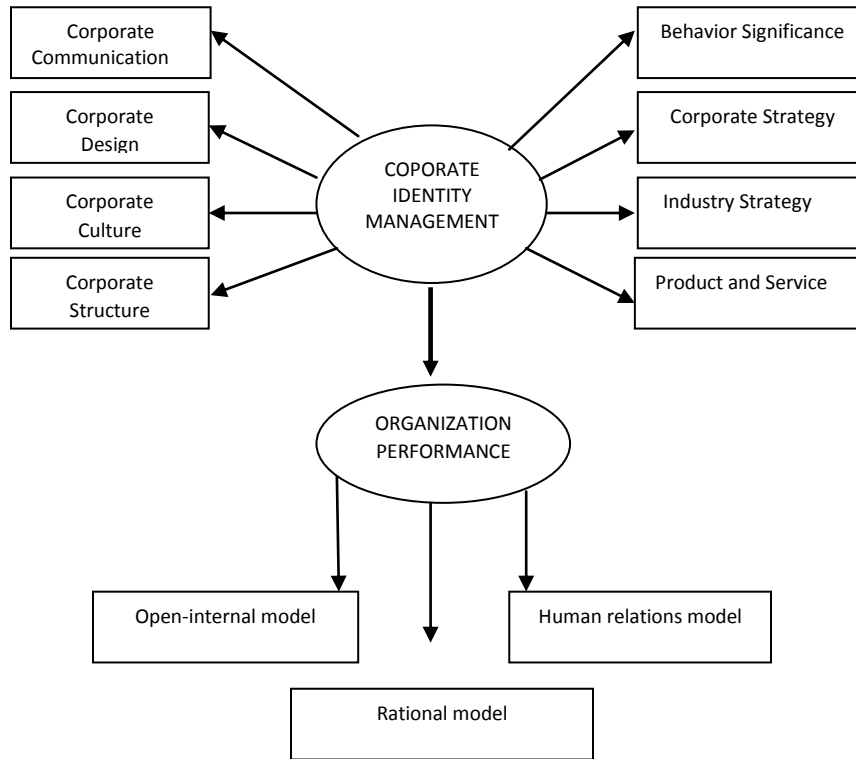 Corporate
Communication
Behavior Significance
Corporate
Design
Corporate Strategy
COPORATE
IDENTITY
MANAGEMENT
Corporate
Culture
Industry Strategy
Corporate
Structure
Product and Service
ORGANIZATION
PERFORMANCE
Open-internal model
Human relations model
Rational model